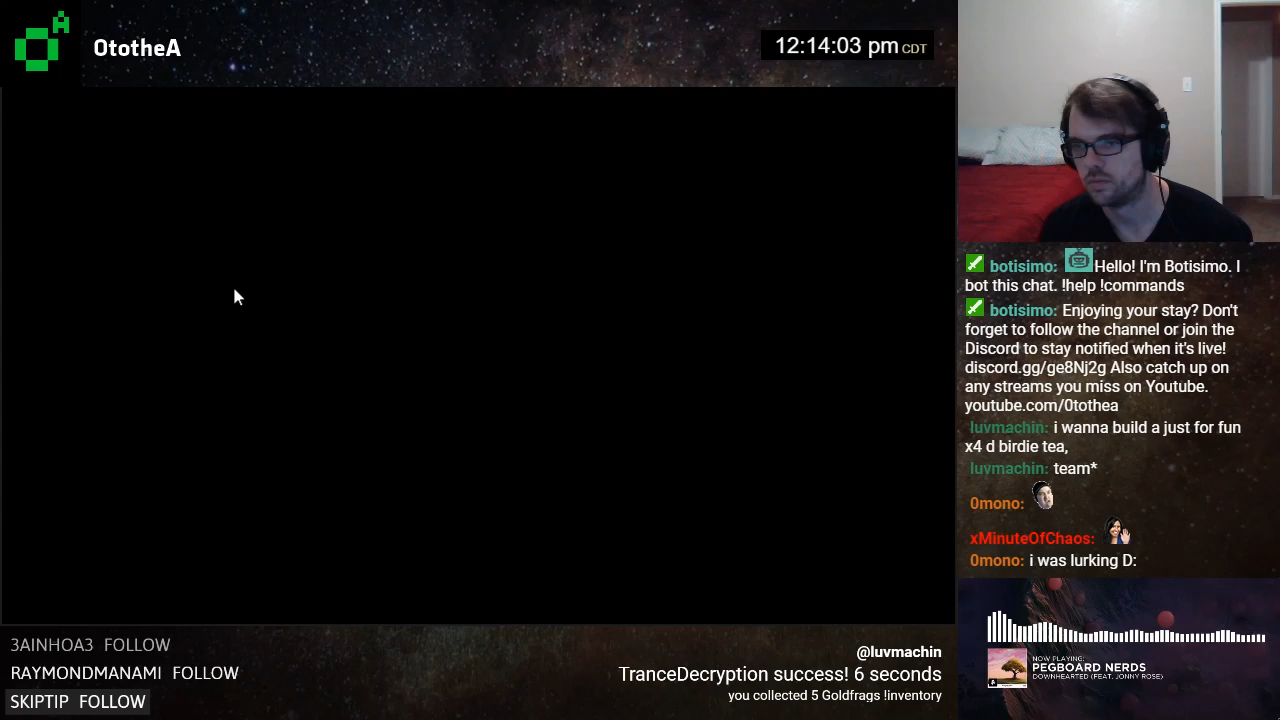 OtotheA
12:14:03 pm CDT
botisimo: Hello! I'm Botisimo. I
bot this chat. !help !commands
botisimo: Enjoying your stay? Don't
forget to follow the channel or join the
Discord to stay notified when it's live!
discord.gg/ge8Nj2g Also catch up on
any streams you miss on Youtube.
youtube.com/0tothea
luvmachin: i wanna build a just for fun
x4 d birdie tea,
luvmachin: team*
0mono:
xMinuteOfChaos:
0mono: i was lurking D:
NOW PLAYING:
PEGBOARD NERDS
DOWNHEARTED (FEAT. JONNY ROSE)
3AINHOA3 FOLLOW
RAYMONDMANAMI FOLLOW
SKIPTIP FOLLOW
@luvmachin
TranceDecryption success! 6 seconds
you collected 5 Goldfrags !inventory